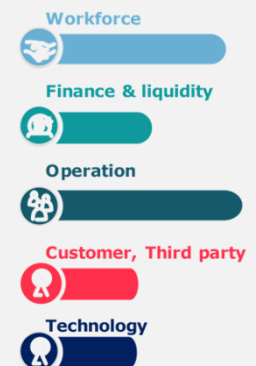 Workforce
Finance & liquidity
Operation
Customer, Third party
Technology